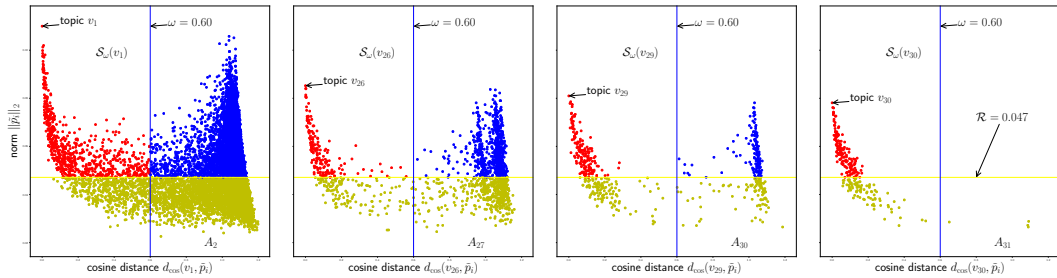 topic v₁
ω = 0.60
𝒮_ω(v₁)
norm ||p̃ᵢ||₂
A₂
cosine distance d_cos(v₁, p̃ᵢ)
ω = 0.60
𝒮_ω(v₂₆)
topic v₂₆
A₂₇
cosine distance d_cos(v₂₆, p̃ᵢ)
ω = 0.60
𝒮_ω(v₂₉)
topic v₂₉
A₃₀
cosine distance d_cos(v₂₉, p̃ᵢ)
ω = 0.60
𝒮_ω(v₃₀)
topic v₃₀
ℛ = 0.047
A₃₁
cosine distance d_cos(v₃₀, p̃ᵢ)